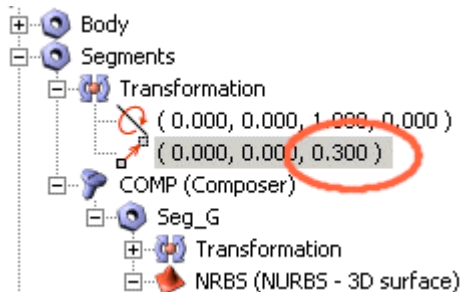 Body
Segments
Transformation
( 0.000, 0.000, 1.000, 0.000 )
( 0.000, 0.000, 0.300 )
COMP (Composer)
Seg_G
Transformation
NRBS (NURBS - 3D surface)